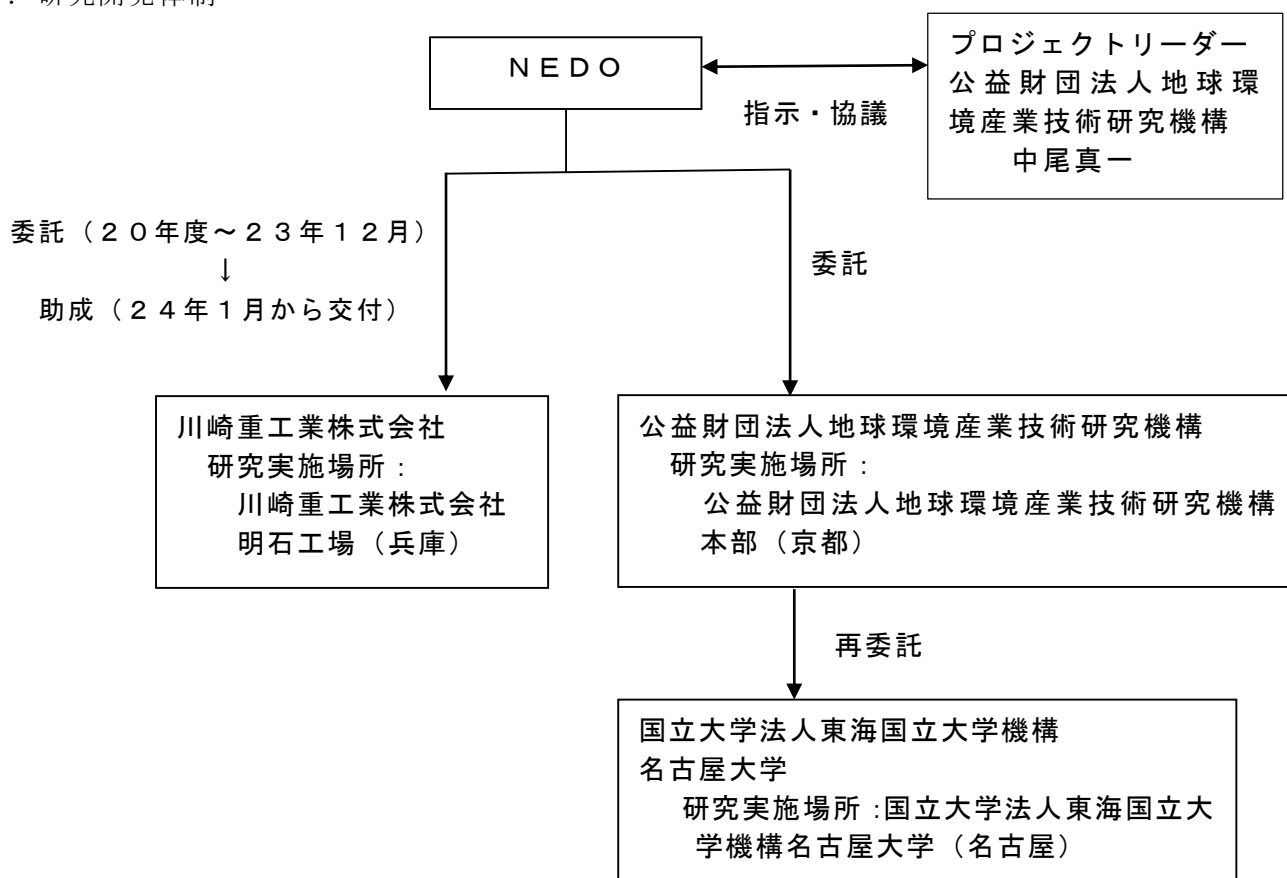 ．研究開発体制
ＮＥＤＯ
プロジェクトリーダー
公益財団法人地球環
境産業技術研究機構
中尾真一
指示・協議
委託（２０年度～２３年１２月）
↓
助成（２４年１月から交付）
委託
川崎重工業株式会社
研究実施場所：
川崎重工業株式会社
明石工場（兵庫）
公益財団法人地球環境産業技術研究機構
研究実施場所：
公益財団法人地球環境産業技術研究機構
本部（京都）
再委託
国立大学法人東海国立大学機構
名古屋大学
研究実施場所：国立大学法人東海国立大
学機構名古屋大学（名古屋）